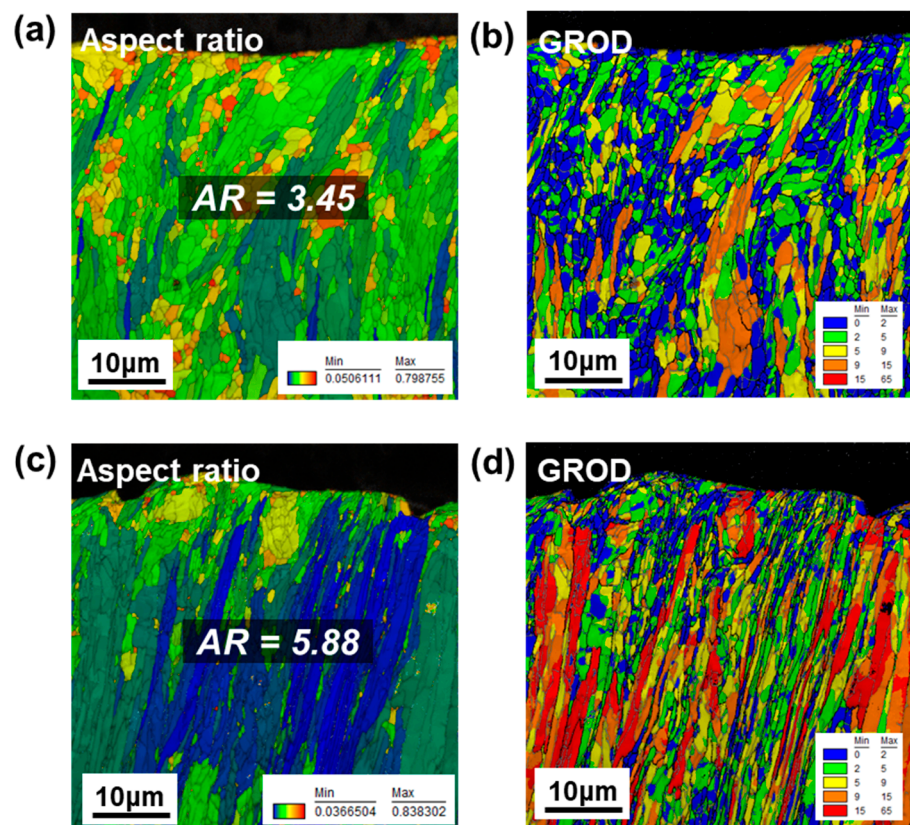 (a)
Aspect ratio
AR = 3.45
10µm
Min Max
0.0506111 0.798755
(b)
GROD
10µm
Min Max
0 2
2 5
5 9
9 15
15 65
(c)
Aspect ratio
AR = 5.88
10µm
Min Max
0.0366504 0.838302
(d)
GROD
10µm
Min Max
0 2
2 5
5 9
9 15
15 65